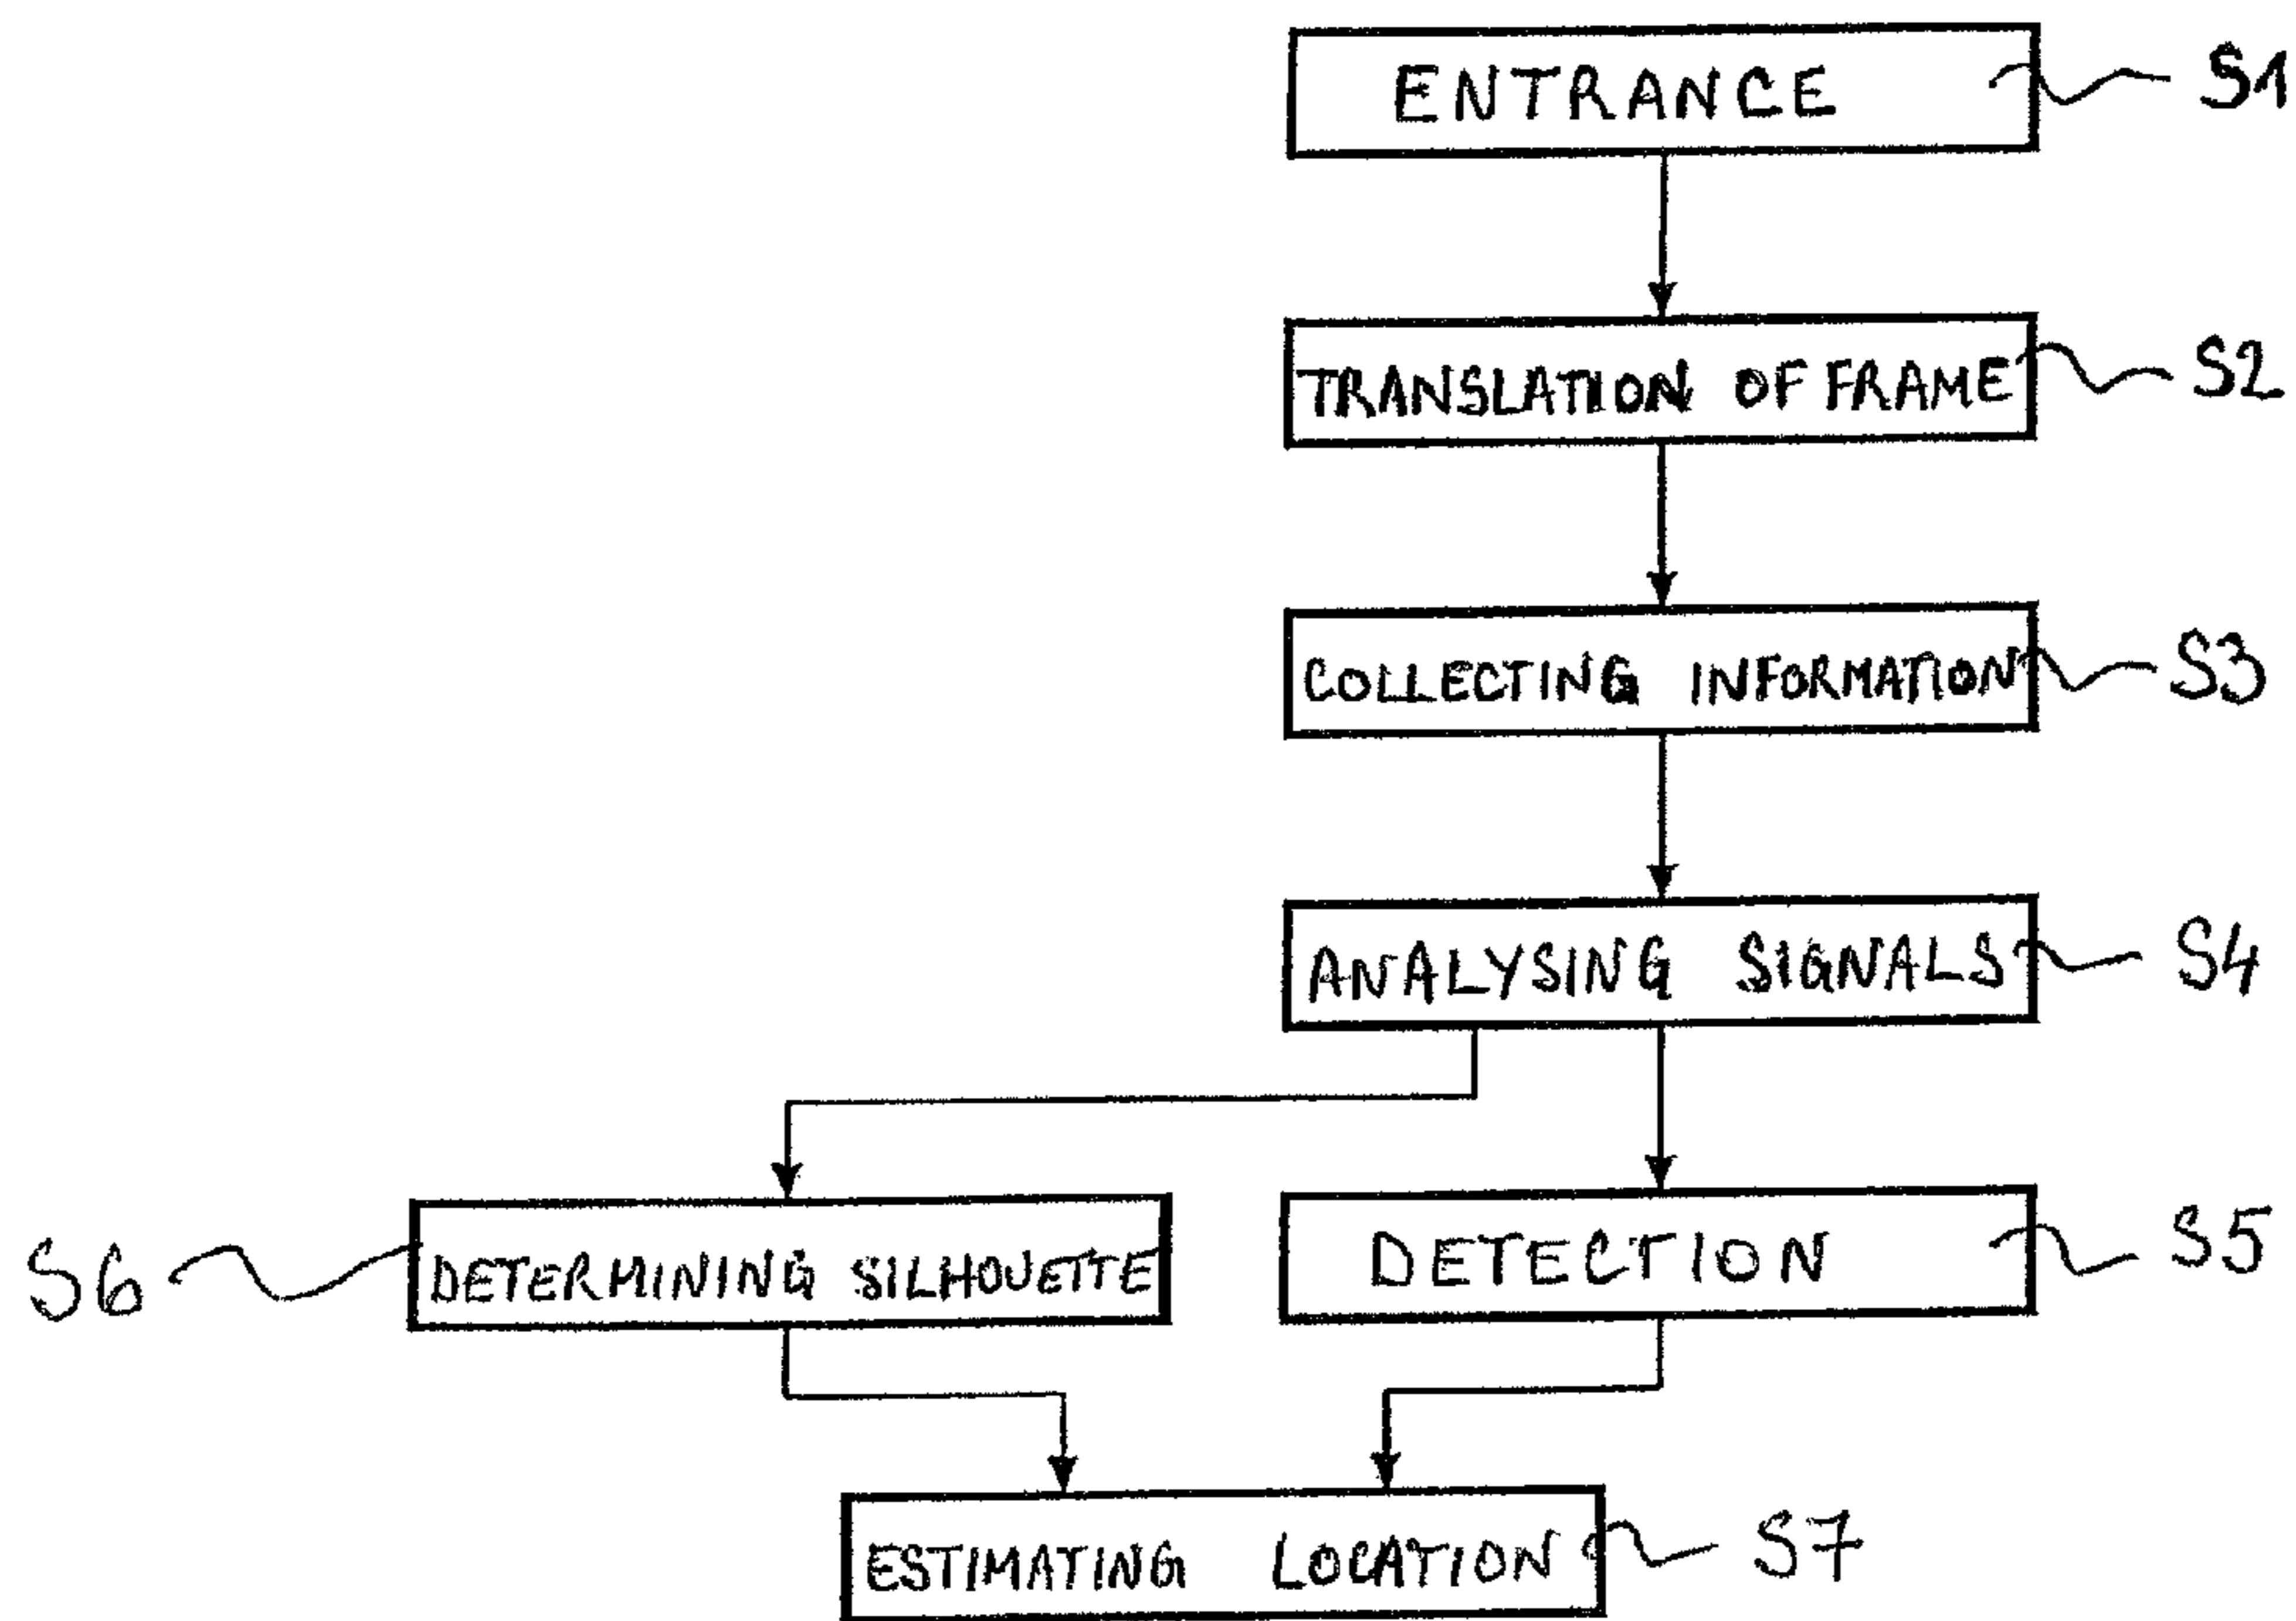 ENTRANCE S1
TRANSLATION OF FRAME S2
COLLECTING INFORMATION S3
ANALYSING SIGNALS S4
S6 DETERMINING SILHOUETTE DETECTION S5
ESTIMATING LOCATION S7